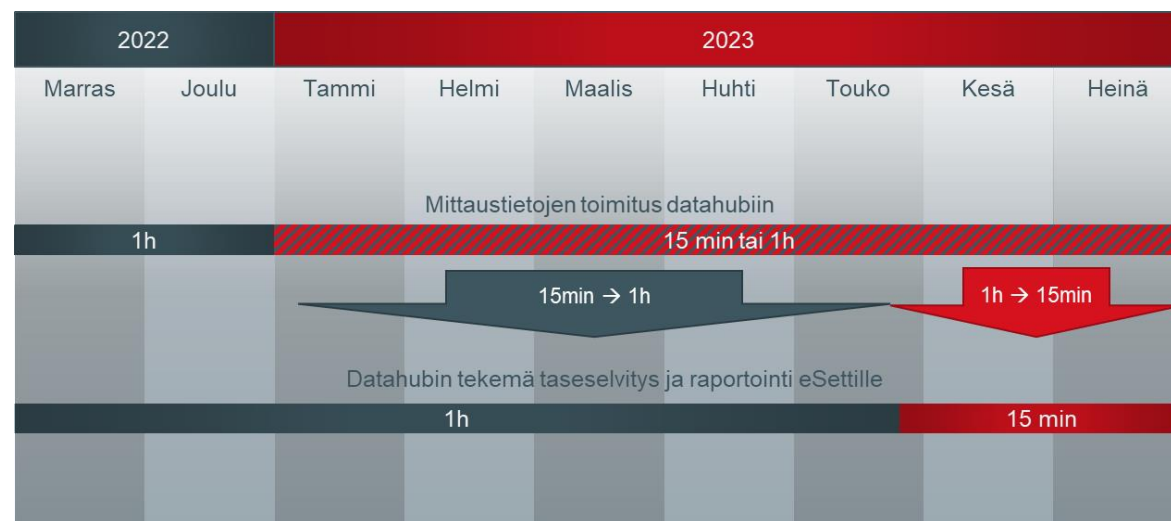 2022 2023
Marras Joulu Tammi Helmi Maalis Huhti Touko Kesä Heinä
Mittaustietojen toimitus datahubiin
1h 15 min tai 1h
15min → 1h 1h → 15min
Datahubin tekemä taseselvitys ja raportointi eSettille
1h 15 min